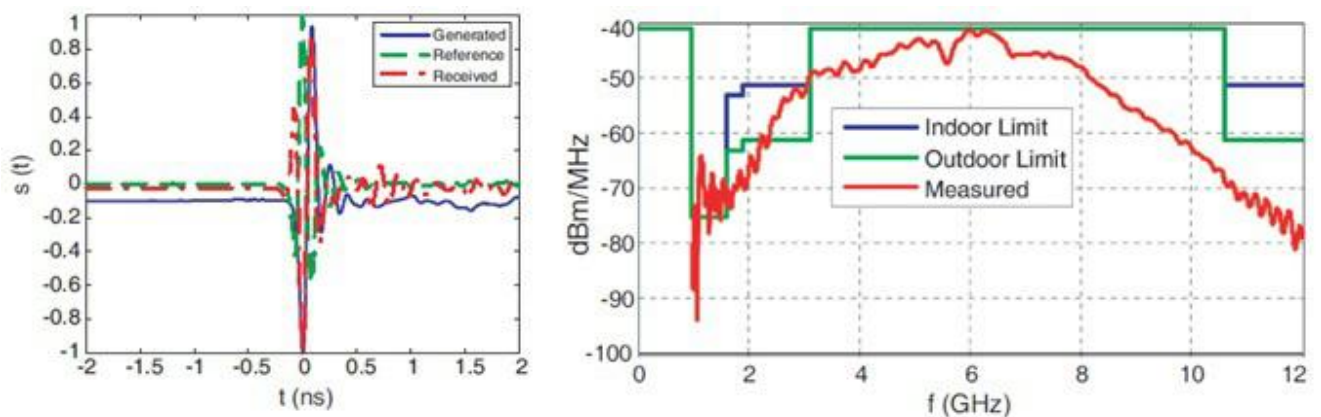 1
0.8
0.6
0.4
0.2
0
-0.2
-0.4
-0.6
-0.8
-1
s (t)
Generated
Reference
Received
-2 -1.5 -1 -0.5 0 0.5 1 1.5 2
t (ns)
-40
-50
-60
-70
-80
-90
-100
dBm/MHz
Indoor Limit
Outdoor Limit
Measured
0 2 4 6 8 10 12
f (GHz)